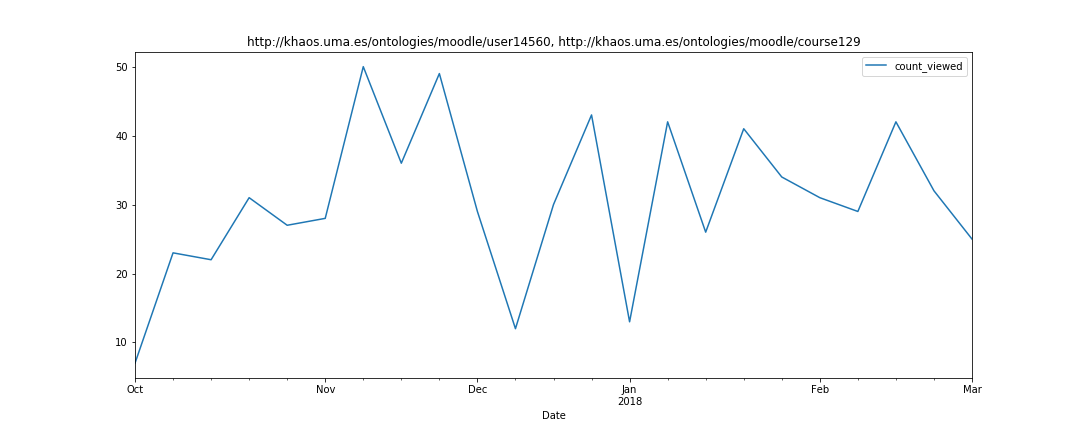 http://khaos.uma.es/ontologies/moodle/user14560, http://khaos.uma.es/ontologies/moodle/course129
count_viewed
50
40
30
20
10
Oct Nov Dec Jan Feb Mar
2018
Date